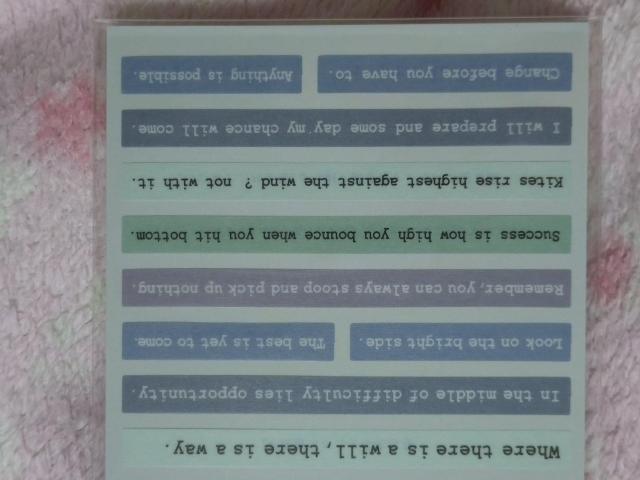 Where there is a will, there is a way.
In the middle of difficulty lies opportunity.
Look on the bright side. The best is yet to come.
Remember, you can always stoop and pick up nothing.
Success is how high you bounce when you hit bottom.
Kites rise highest against the wind ? not with it.
I will prepare and some day my chance will come.
Change before you have to. Anything is possible.